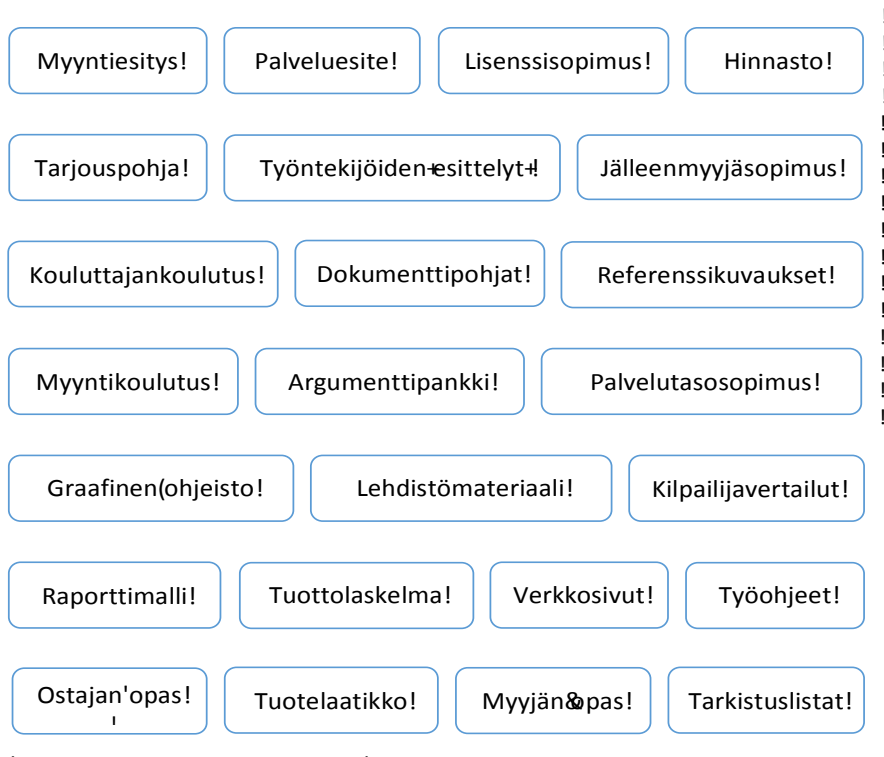 Myyntiesitys! Palveluesite! Lisenssisopimus! Hinnasto!
Tarjouspohja! Työntekijöiden+esittelyt+! Jälleenmyyjäsopimus!
Kouluttajankoulutus! Dokumenttipohjat! Referenssikuvaukset!
Myyntikoulutus! Argumenttipankki! Palvelutasosopimus!
Graafinen(ohjeisto! Lehdistömateriaali! Kilpailijavertailut!
Raporttimalli! Tuottolaskelma! Verkkosivut! Työohjeet!
Ostajan'opas! Tuotelaatikko! Myyjän&opas! Tarkistuslistat!
!